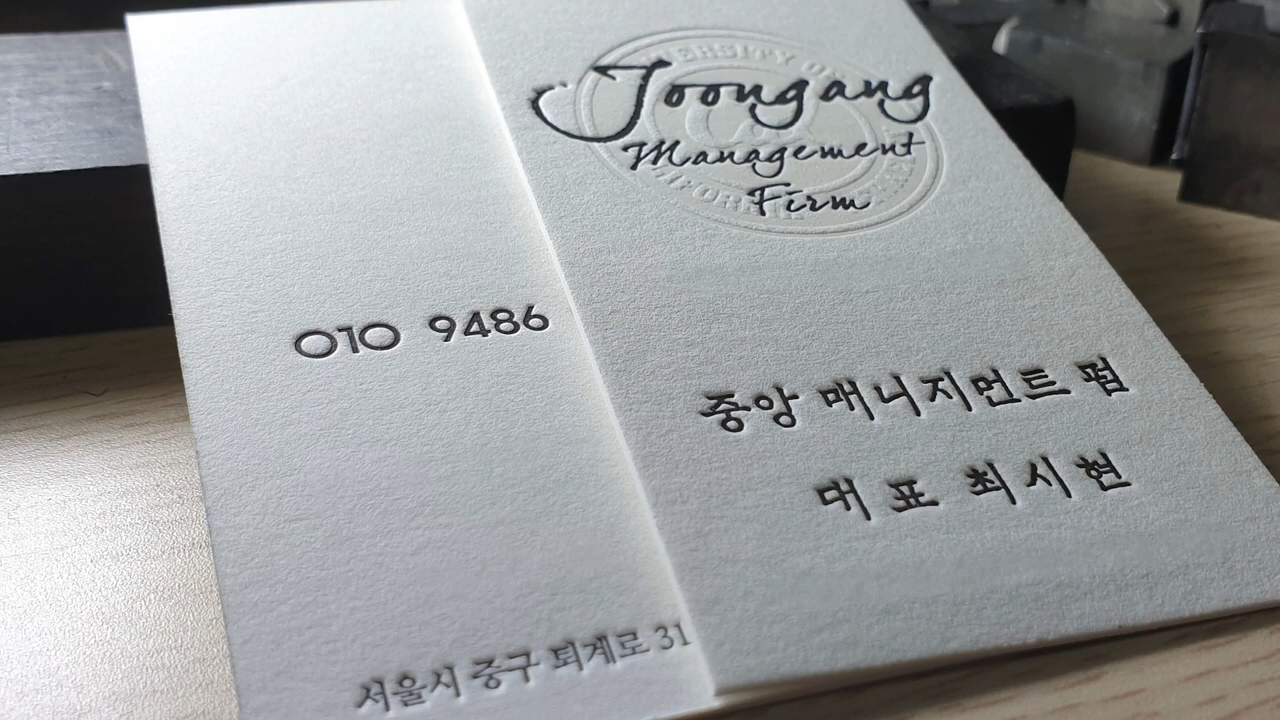 Joongang
Management
Firm
중앙 매니지먼트 펌
대표 최시현
010 9486
서울시 중구 퇴계로 31